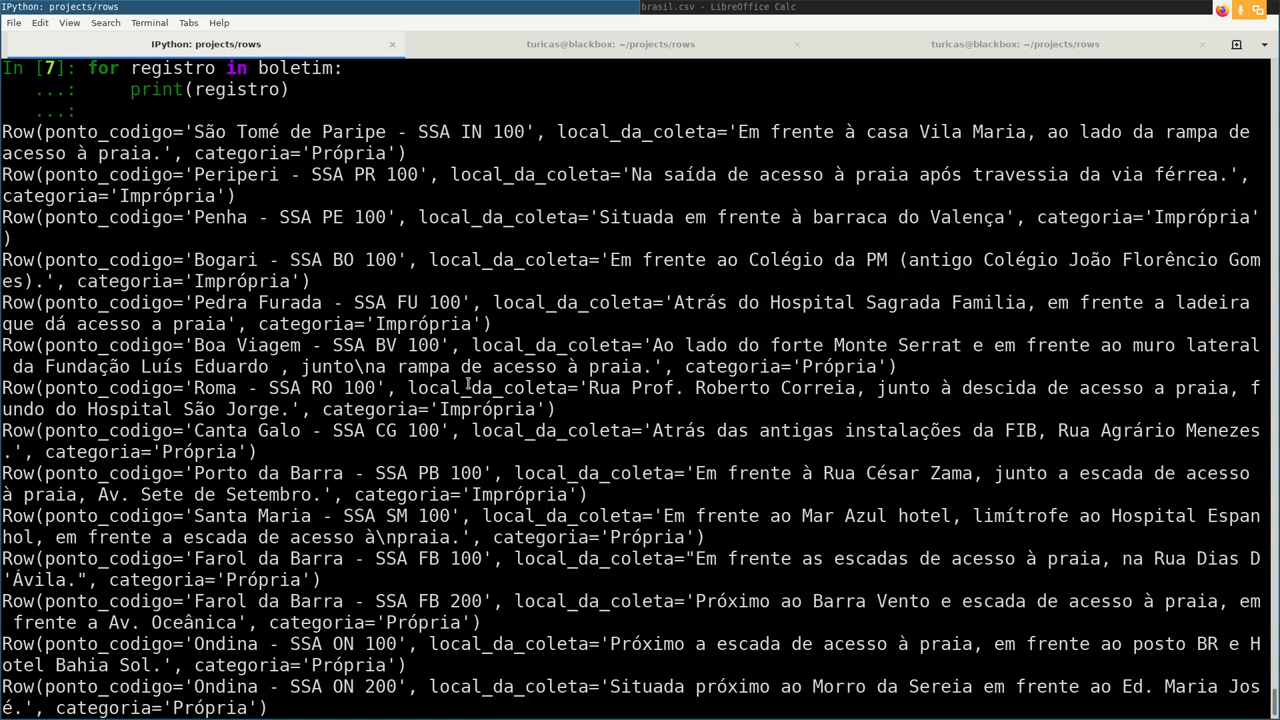 IPython: projects/rows
brasil.csv - LibreOffice Calc
File Edit View Search Terminal Tabs Help
IPython: projects/rows × turicas@blackbox: ~/projects/rows × turicas@blackbox: ~/projects/rows ×
In [7]: for registro in boletim:
   ...:     print(registro)
   ...:
Row(ponto_codigo='São Tomé de Paripe - SSA IN 100', local_da_coleta='Em frente à casa Vila Maria, ao lado da rampa de
acesso à praia.', categoria='Própria')
Row(ponto_codigo='Periperi - SSA PR 100', local_da_coleta='Na saída de acesso à praia após travessia da via férrea.',
categoria='Imprópria')
Row(ponto_codigo='Penha - SSA PE 100', local_da_coleta='Situada em frente à barraca do Valença', categoria='Imprópria'
)
Row(ponto_codigo='Bogari - SSA BO 100', local_da_coleta='Em frente ao Colégio da PM (antigo Colégio João Florêncio Gom
es).', categoria='Imprópria')
Row(ponto_codigo='Pedra Furada - SSA FU 100', local_da_coleta='Atrás do Hospital Sagrada Familia, em frente a ladeira
que dá acesso a praia', categoria='Imprópria')
Row(ponto_codigo='Boa Viagem - SSA BV 100', local_da_coleta='Ao lado do forte Monte Serrat e em frente ao muro lateral
 da Fundação Luís Eduardo , junto\na rampa de acesso à praia.', categoria='Própria')
Row(ponto_codigo='Roma - SSA RO 100', local_da_coleta='Rua Prof. Roberto Correia, junto à descida de acesso a praia, f
undo do Hospital São Jorge.', categoria='Imprópria')
Row(ponto_codigo='Canta Galo - SSA CG 100', local_da_coleta='Atrás das antigas instalações da FIB, Rua Agrário Menezes
.', categoria='Própria')
Row(ponto_codigo='Porto da Barra - SSA PB 100', local_da_coleta='Em frente à Rua César Zama, junto a escada de acesso
à praia, Av. Sete de Setembro.', categoria='Imprópria')
Row(ponto_codigo='Santa Maria - SSA SM 100', local_da_coleta='Em frente ao Mar Azul hotel, limítrofe ao Hospital Espan
hol, em frente a escada de acesso à\npraia.', categoria='Própria')
Row(ponto_codigo='Farol da Barra - SSA FB 100', local_da_coleta="Em frente as escadas de acesso à praia, na Rua Dias D
'Ávila.", categoria='Própria')
Row(ponto_codigo='Farol da Barra - SSA FB 200', local_da_coleta='Próximo ao Barra Vento e escada de acesso à praia, em
 frente a Av. Oceânica', categoria='Própria')
Row(ponto_codigo='Ondina - SSA ON 100', local_da_coleta='Próximo a escada de acesso à praia, em frente ao posto BR e H
otel Bahia Sol.', categoria='Própria')
Row(ponto_codigo='Ondina - SSA ON 200', local_da_coleta='Situada próximo ao Morro da Sereia em frente ao Ed. Maria Jos
é.', categoria='Própria')